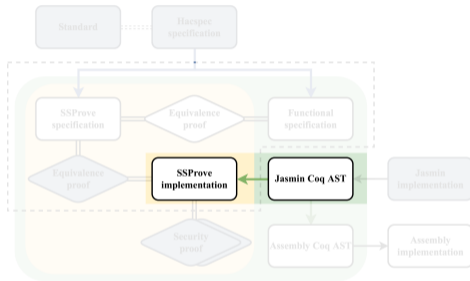 Standard
Hacspec
specification
SSProve
specification
Equivalence
proof
Functional
specification
Equivalence
proof
SSProve
implementation
Jasmin Coq AST
Jasmin
implementation
Security
proof
Assembly Coq AST
Assembly
implementation